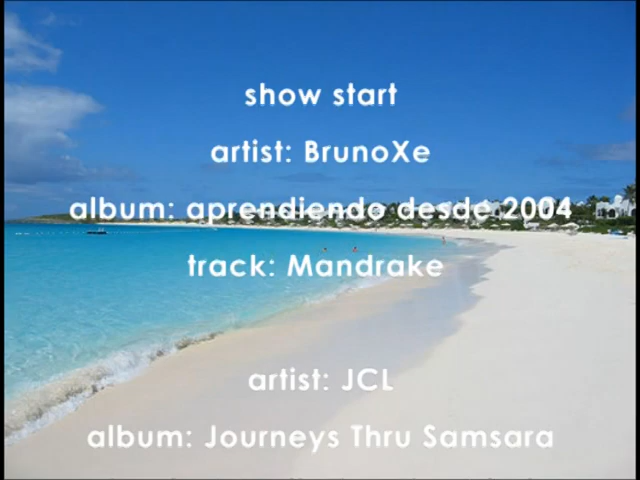 show start
artist: BrunoXe
album: aprendiendo desde 2004
track: Mandrake
artist: JCL
album: Journeys Thru Samsara